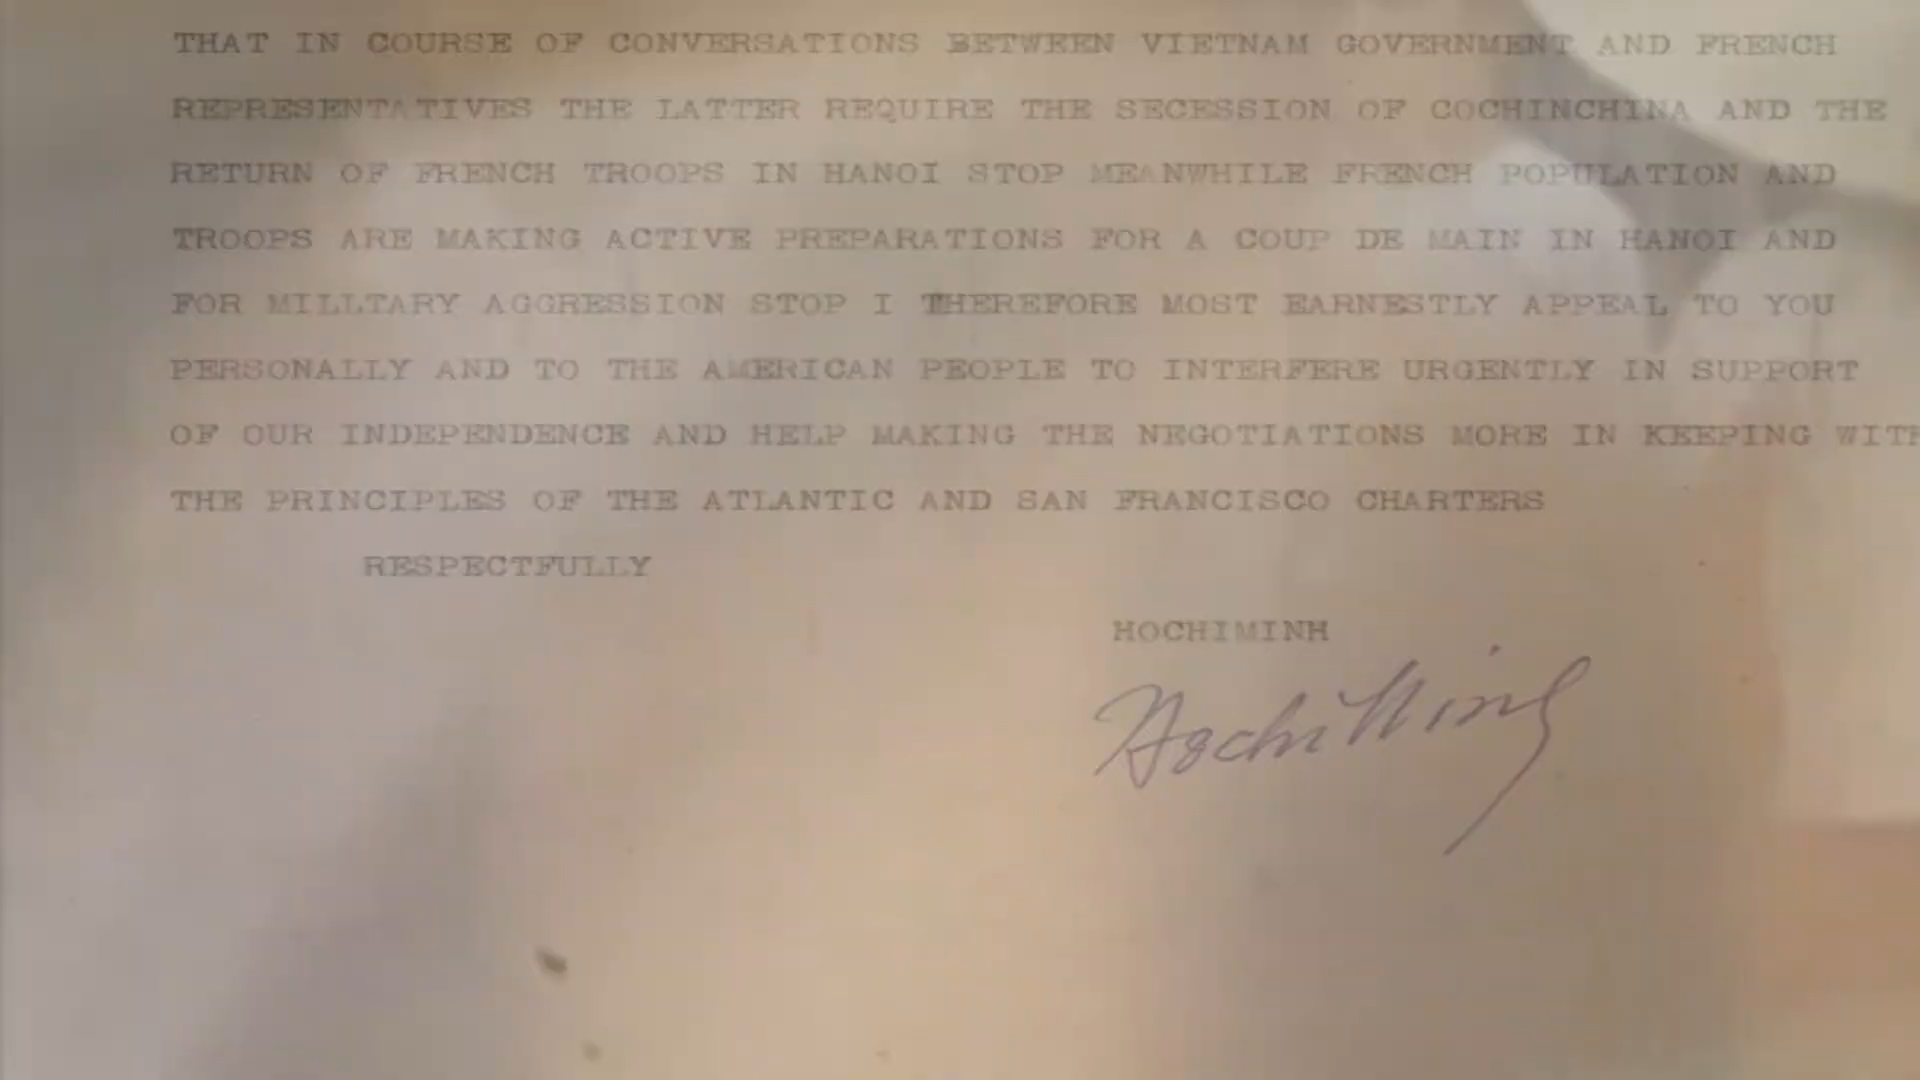 THAT IN COURSE OF CONVERSATIONS BETWEEN VIETNAM GOVERNMENT AND FRENCH
REPRESENTATIVES THE LATTER REQUIRE THE SECESSION OF COCHINCHINA AND THE
RETURN OF FRENCH TROOPS IN HANOI STOP MEANWHILE FRENCH POPULATION AND
TROOPS ARE MAKING ACTIVE PREPARATIONS FOR A COUP DE MAIN IN HANOI AND
FOR MILITARY AGGRESSION STOP I THEREFORE MOST EARNESTLY APPEAL TO YOU
PERSONALLY AND TO THE AMERICAN PEOPLE TO INTERFERE URGENTLY IN SUPPORT
OF OUR INDEPENDENCE AND HELP MAKING THE NEGOTIATIONS MORE IN KEEPING WITH
THE PRINCIPLES OF THE ATLANTIC AND SAN FRANCISCO CHARTERS
RESPECTFULLY
HOCHIMINH
HochiMinh